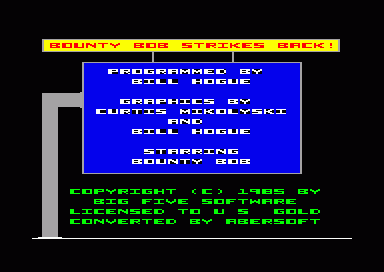 BOUNTY BOB STRIKES BACK!
PROGRAMMED BY
BILL HOGUE
GRAPHICS BY
CURTIS MIKOLYSKI
AND
BILL HOGUE
STARRING
BOUNTY BOB
COPYRIGHT (C) 1985 BY
BIG FIVE SOFTWARE
LICENSED TO U S GOLD
CONVERTED BY ABERSOFT